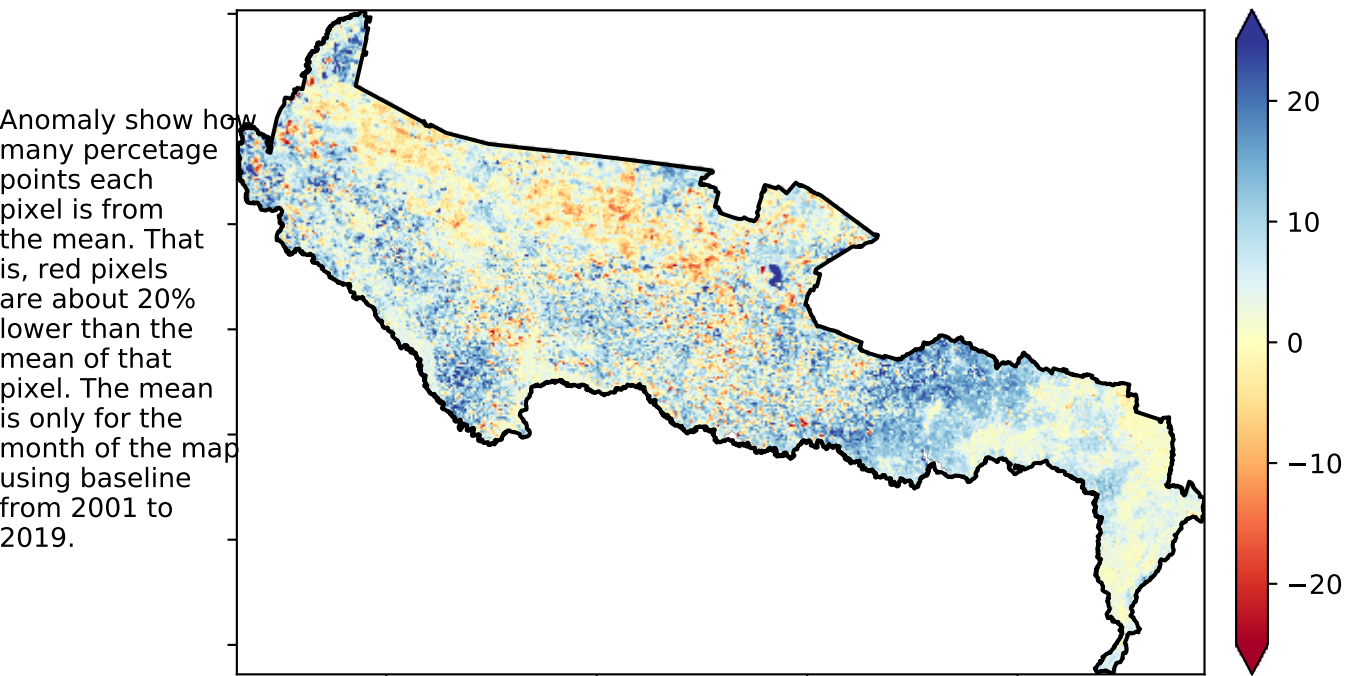 Anomaly show how
many percetage
points each
pixel is from
the mean. That
is, red pixels
are about 20%
lower than the
mean of that
pixel. The mean
is only for the
month of the map
using baseline
from 2001 to
2019.
20
10
0
−10
−20